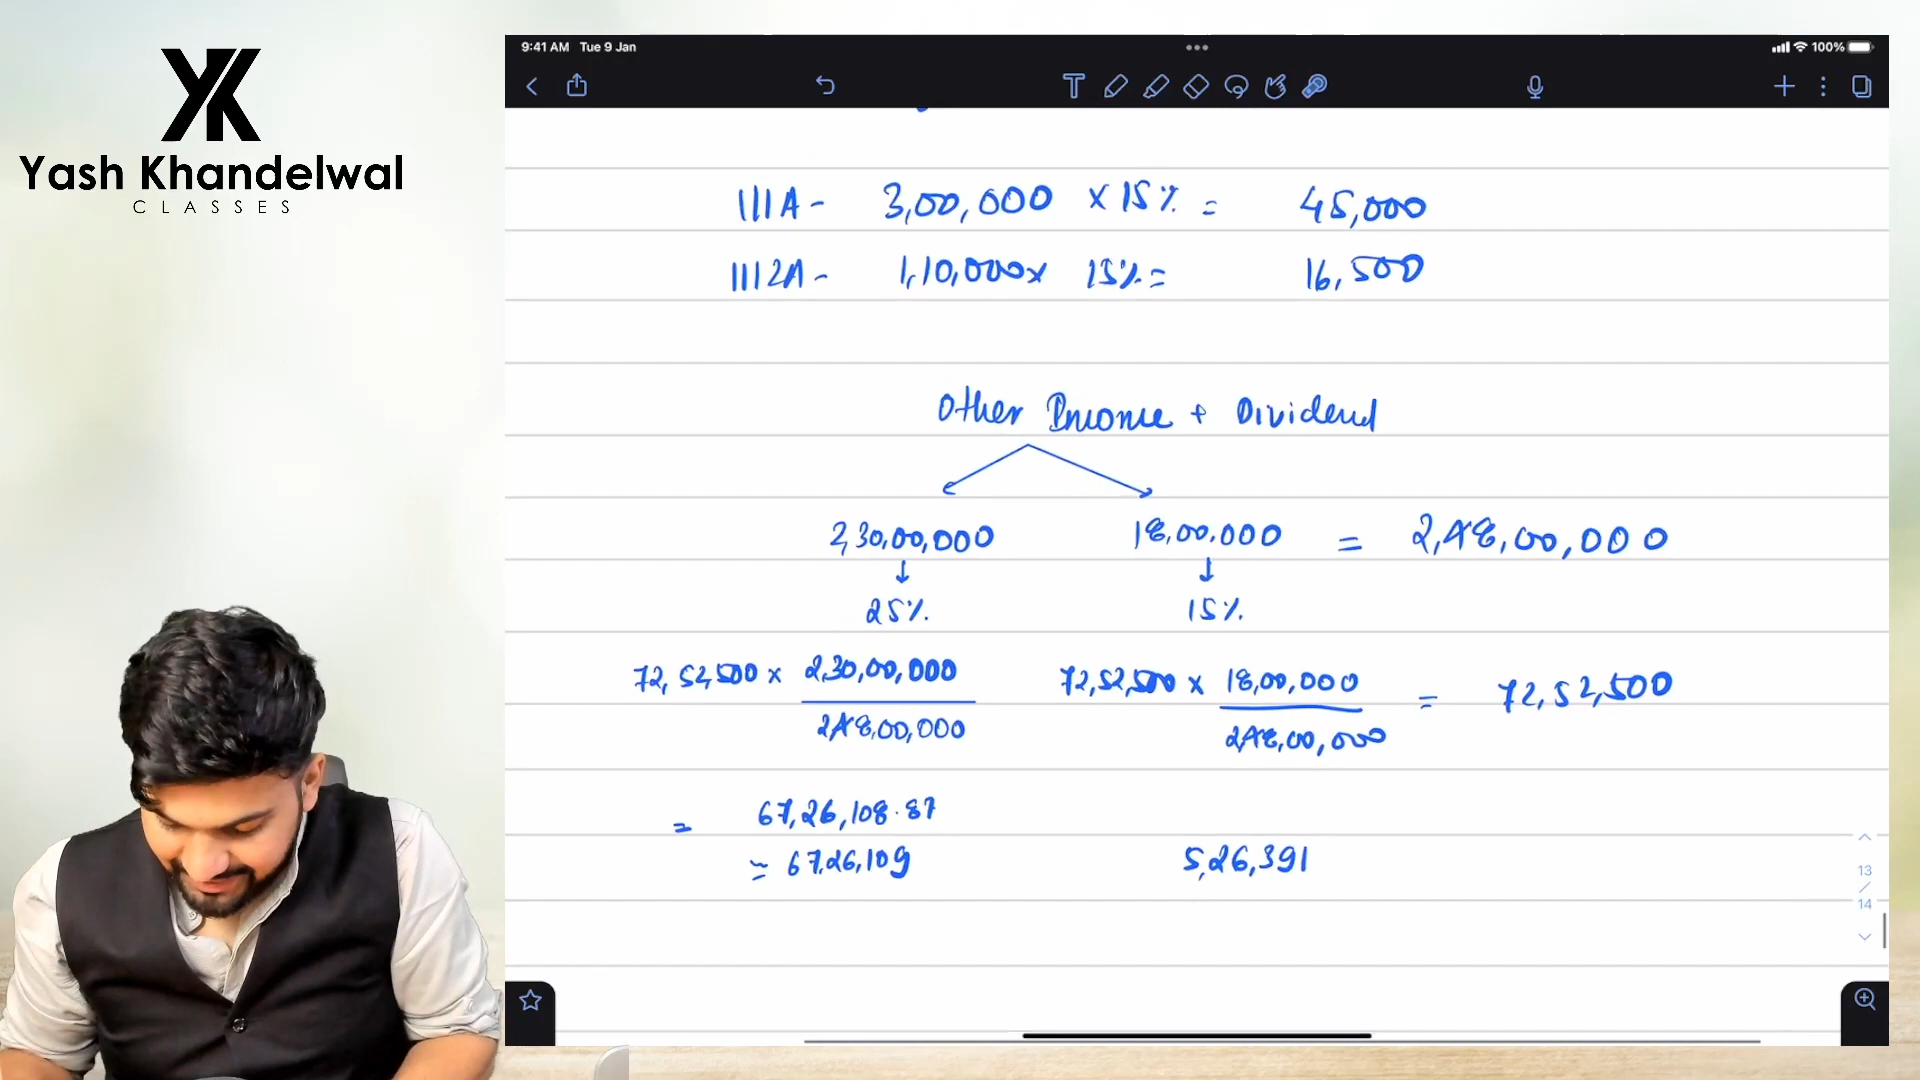 YK
Yash Khandelwal
CLASSES
9:41 AM Tue 9 Jan
100%
111A - 3,00,000 × 15% = 45,000
1112A - 1,10,000 × 15% = 16,500
Other Income + Dividend
2,30,00,000 18,00,000 = 2,48,00,000
25% 15%
72,52,500 × 2,30,00,000 / 2,48,00,000 72,52,500 × 18,00,000 / 2,48,00,000 = 72,52,500
= 67,26,108.87
≈ 67,26,109 5,26,391
13
/
14